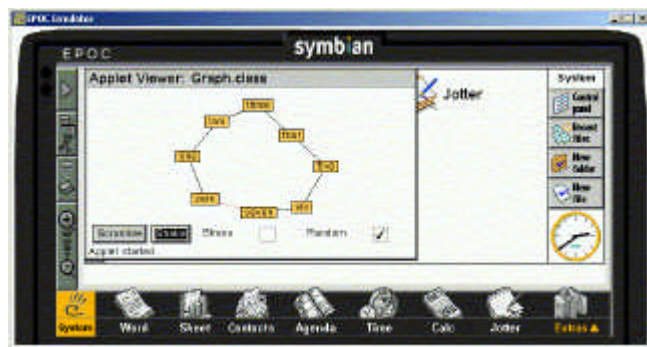 EPOC Emulator
EPOC
symbian
Applet Viewer: Graph.class
Jotter
System
Control panel
Recent files
New folder
New file
three
two
four
one
five
zero
seven
six
Scramble
Shake
Stress
Random
Applet started.
System
Word
Sheet
Contacts
Agenda
Time
Calc
Jotter
Extras